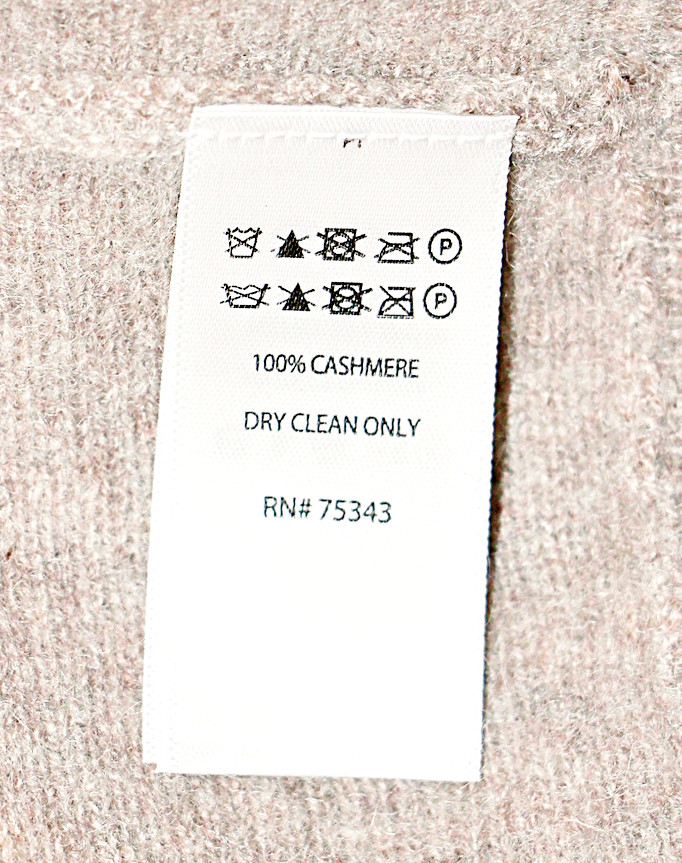 P
P
100% CASHMERE
DRY CLEAN ONLY
RN# 75343